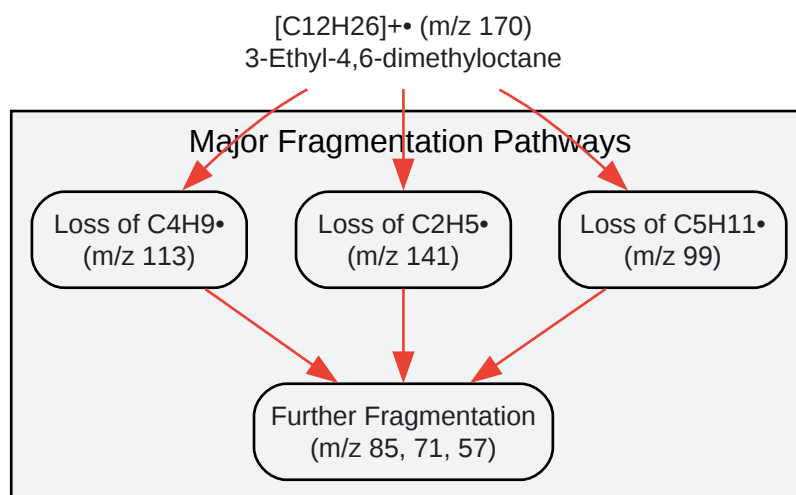 [C12H26]+• (m/z 170)
3-Ethyl-4,6-dimethyloctane
Major Fragmentation Pathways
Loss of C4H9•
(m/z 113)
Loss of C2H5•
(m/z 141)
Loss of C5H11•
(m/z 99)
Further Fragmentation
(m/z 85, 71, 57)